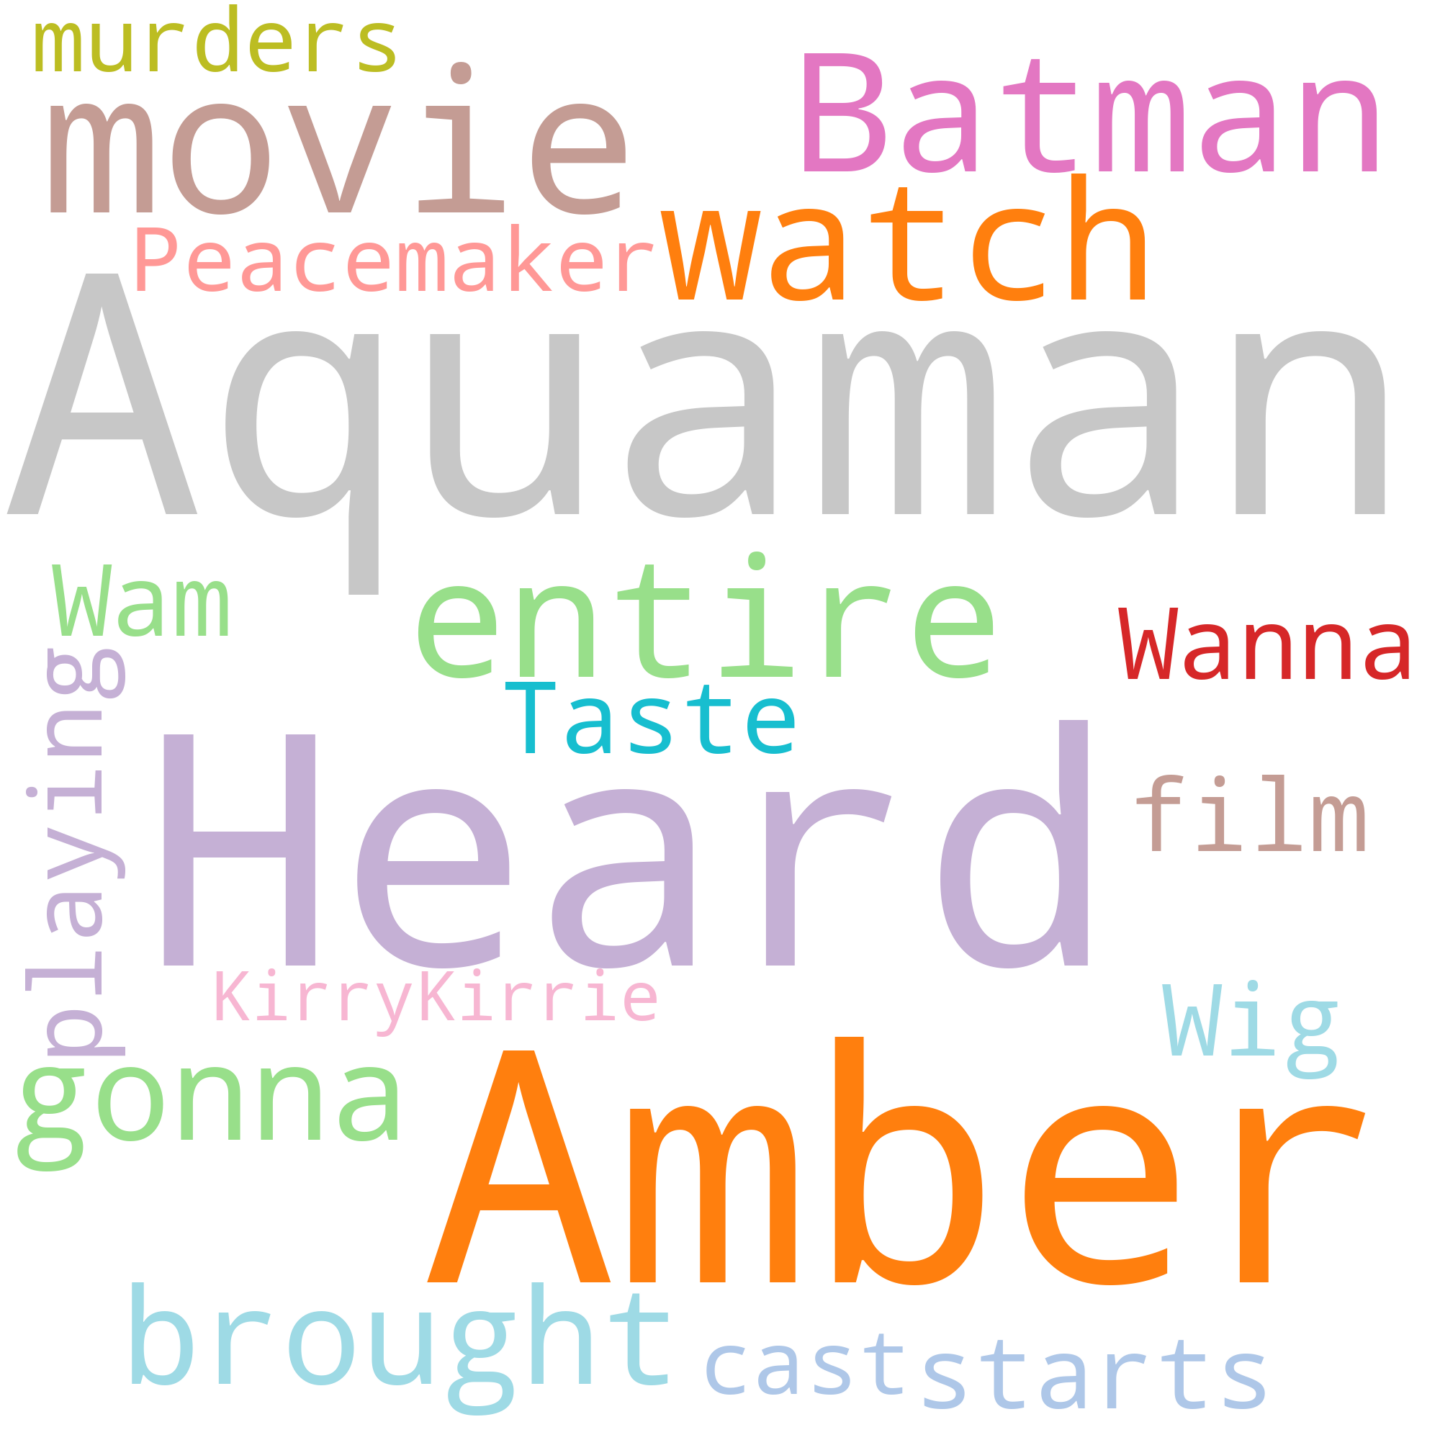 murders
movie
Batman
Peacemaker
watch
Aquaman
Wam
entire
Wanna
Taste
playing
Heard
film
KirryKirrie
Wig
gonna
Amber
brought
cast
starts